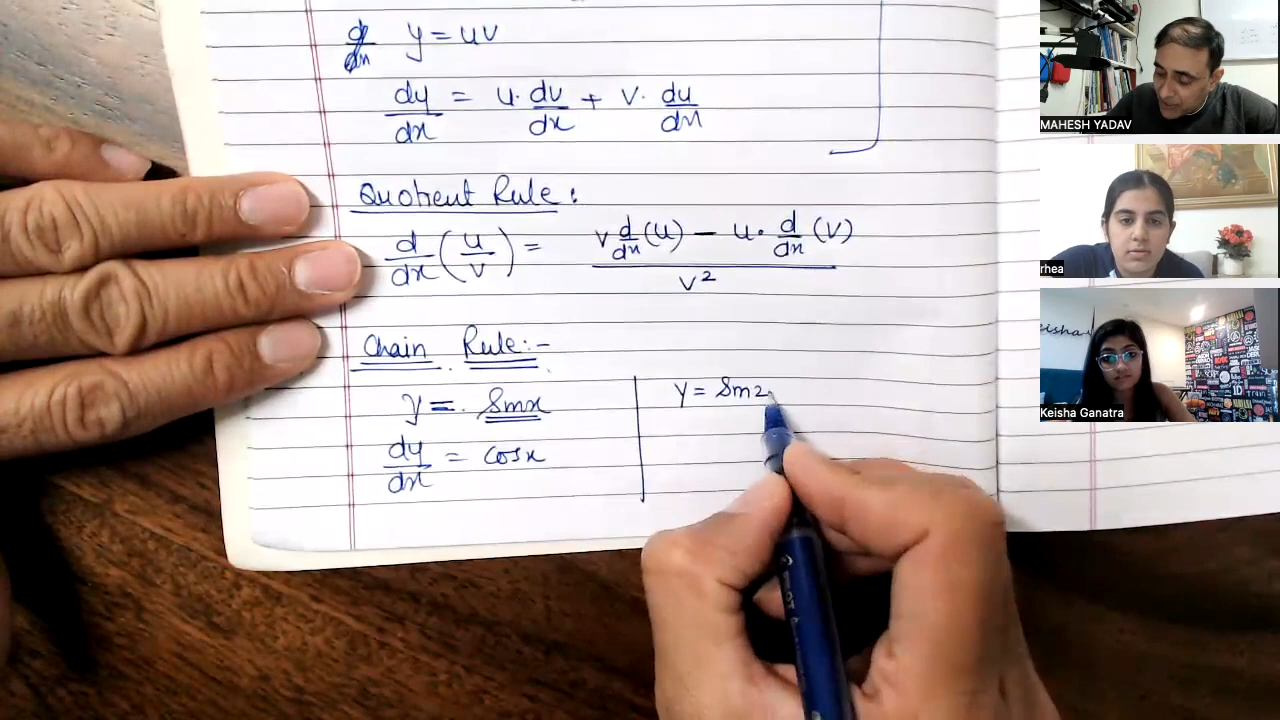 d/dx y = uv
dy/dx = u. dv/dx + v. du/dx
Quotient Rule:
d/dx (u/v) = v d/dx (u) - u. d/dx (v) / v²
Chain Rule:-
y = sinx
dy/dx = cosx
y = sin2
MAHESH YADAV
rhea
keisha
Keisha Ganatra